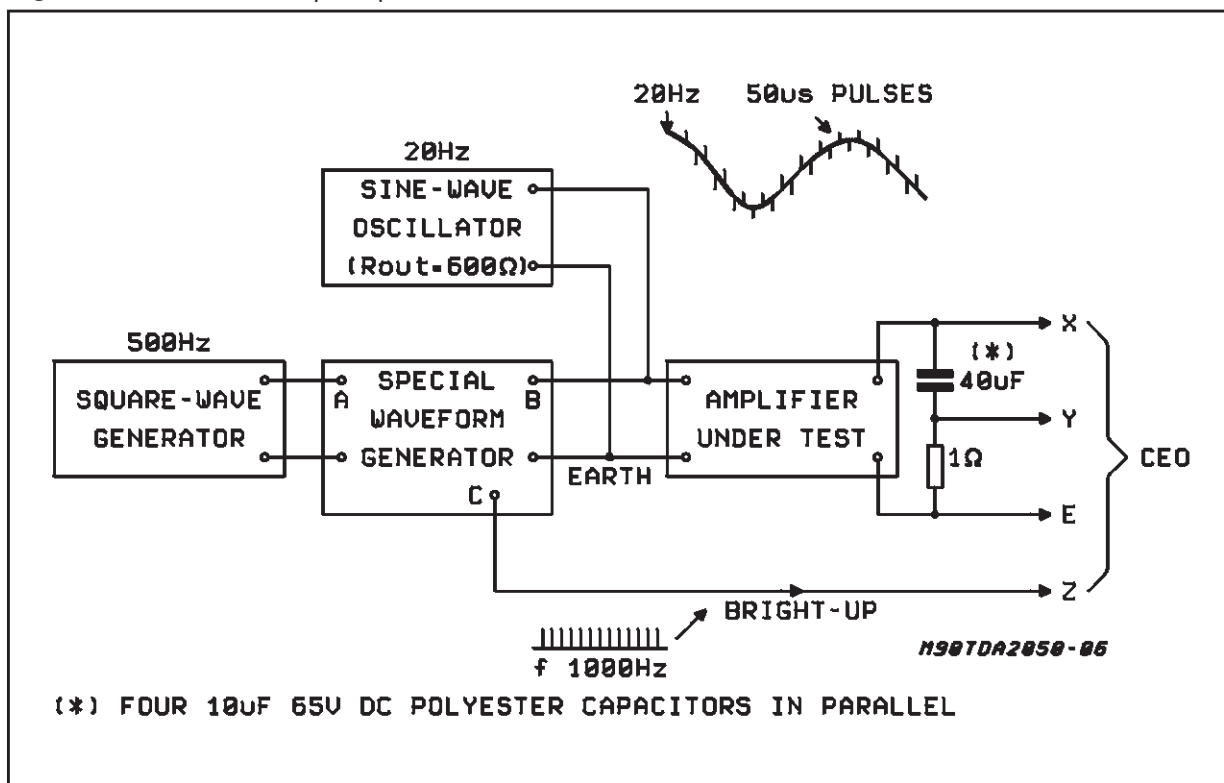 20Hz 50us PULSES
20Hz
SINE-WAVE
OSCILLATOR
(Rout=600Ω)
500Hz
SQUARE-WAVE
GENERATOR
A
SPECIAL
WAVEFORM
GENERATOR
B
C
EARTH
AMPLIFIER
UNDER TEST
(*)
40uF
1Ω
X
Y
E
Z
CEO
BRIGHT-UP
f 1000Hz
M90TDA2050-06
(*) FOUR 10uF 65V DC POLYESTER CAPACITORS IN PARALLEL